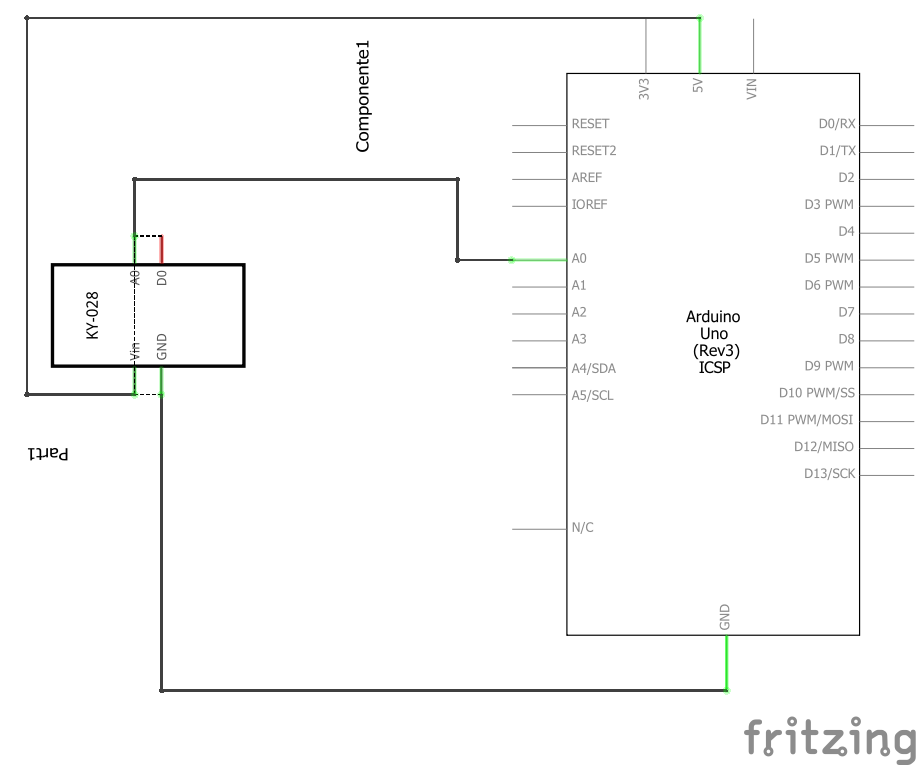 Componente1
3V3
5V
VIN
RESET
RESET2
AREF
IOREF
A0
A1
A2
A3
A4/SDA
A5/SCL
N/C
D0/RX
D1/TX
D2
D3 PWM
D4
D5 PWM
D6 PWM
D7
D8
D9 PWM
D10 PWM/SS
D11 PWM/MOSI
D12/MISO
D13/SCK
Arduino
Uno
(Rev3)
ICSP
GND
A0
D0
KY-028
Vin
GND
Part1
fritzing